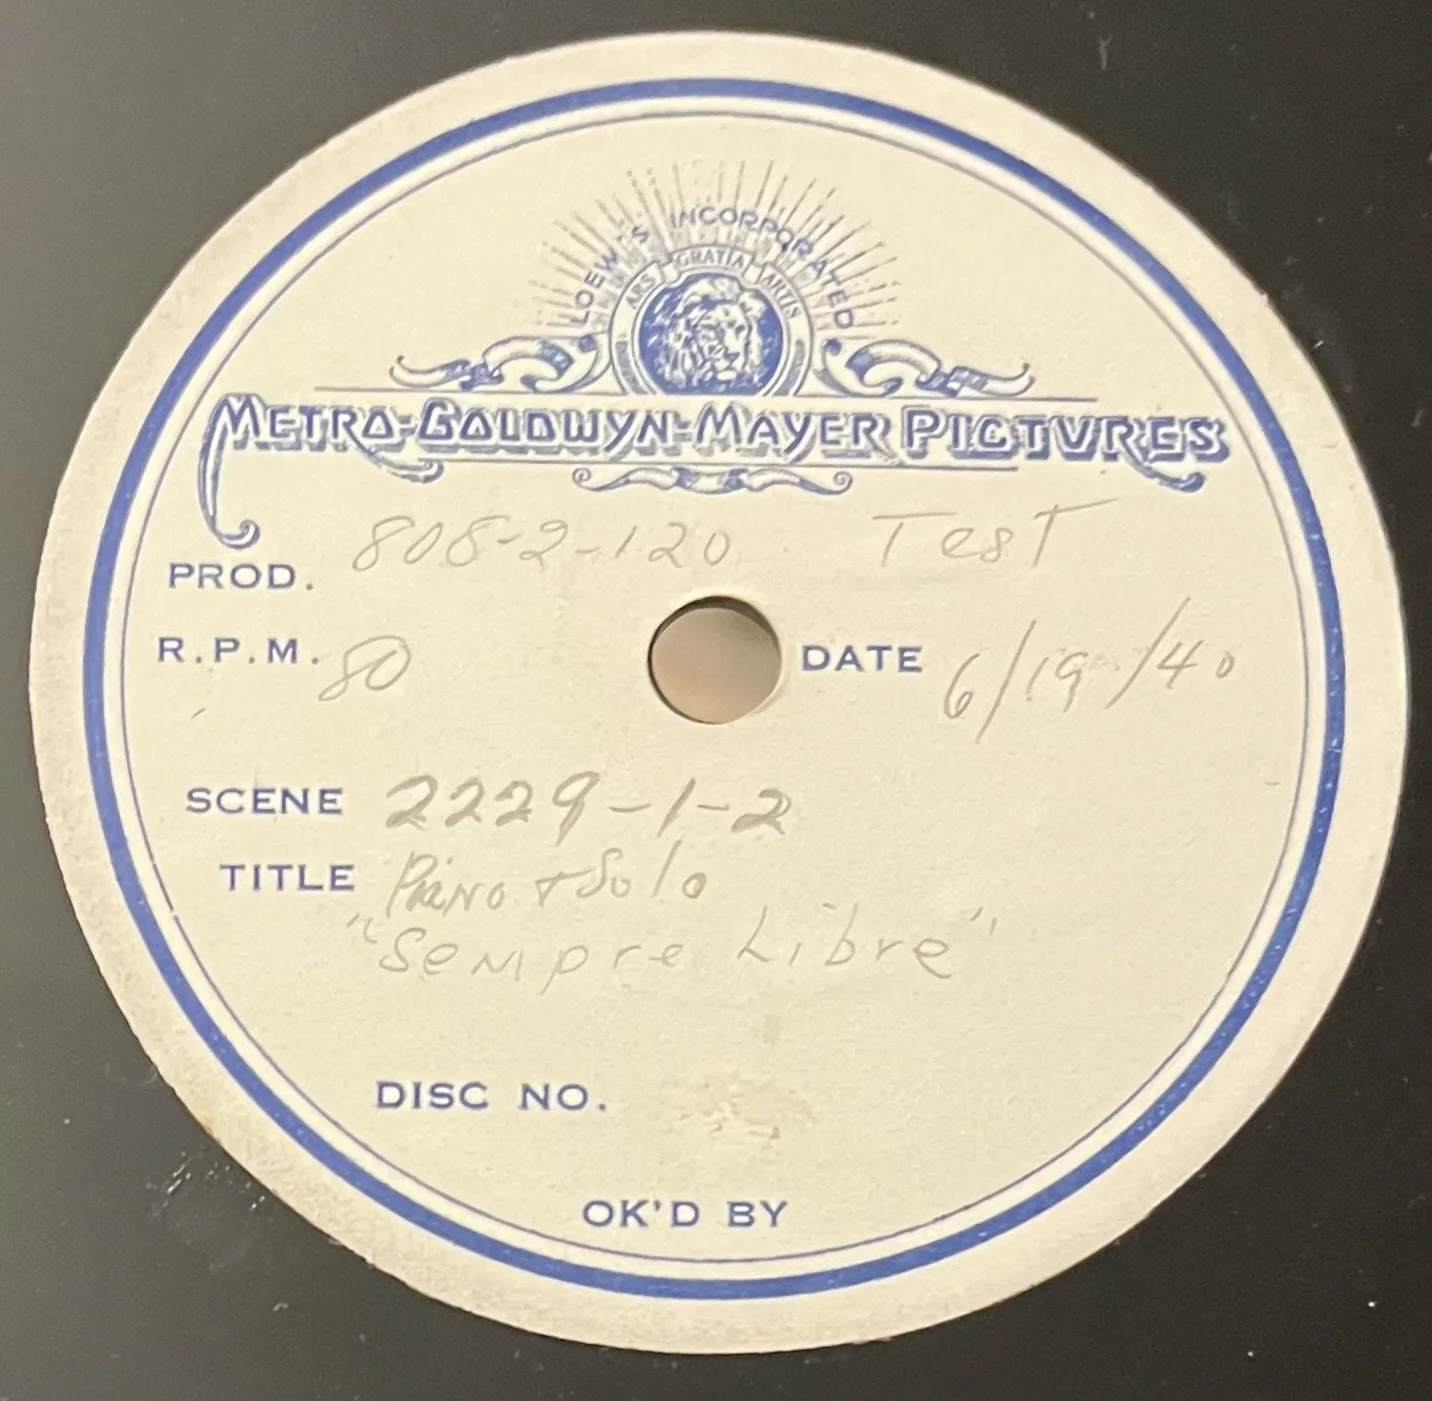 LOEW'S INCORPORATED
ARS GRATIA ARTIS
METRO-GOLDWYN-MAYER PICTURES
PROD. 808-2-120 Test
R.P.M. 80 DATE 6/19/40
SCENE 2229-1-2
TITLE Piano + Solo
"Sempre Libre"
DISC NO.
OK'D BY